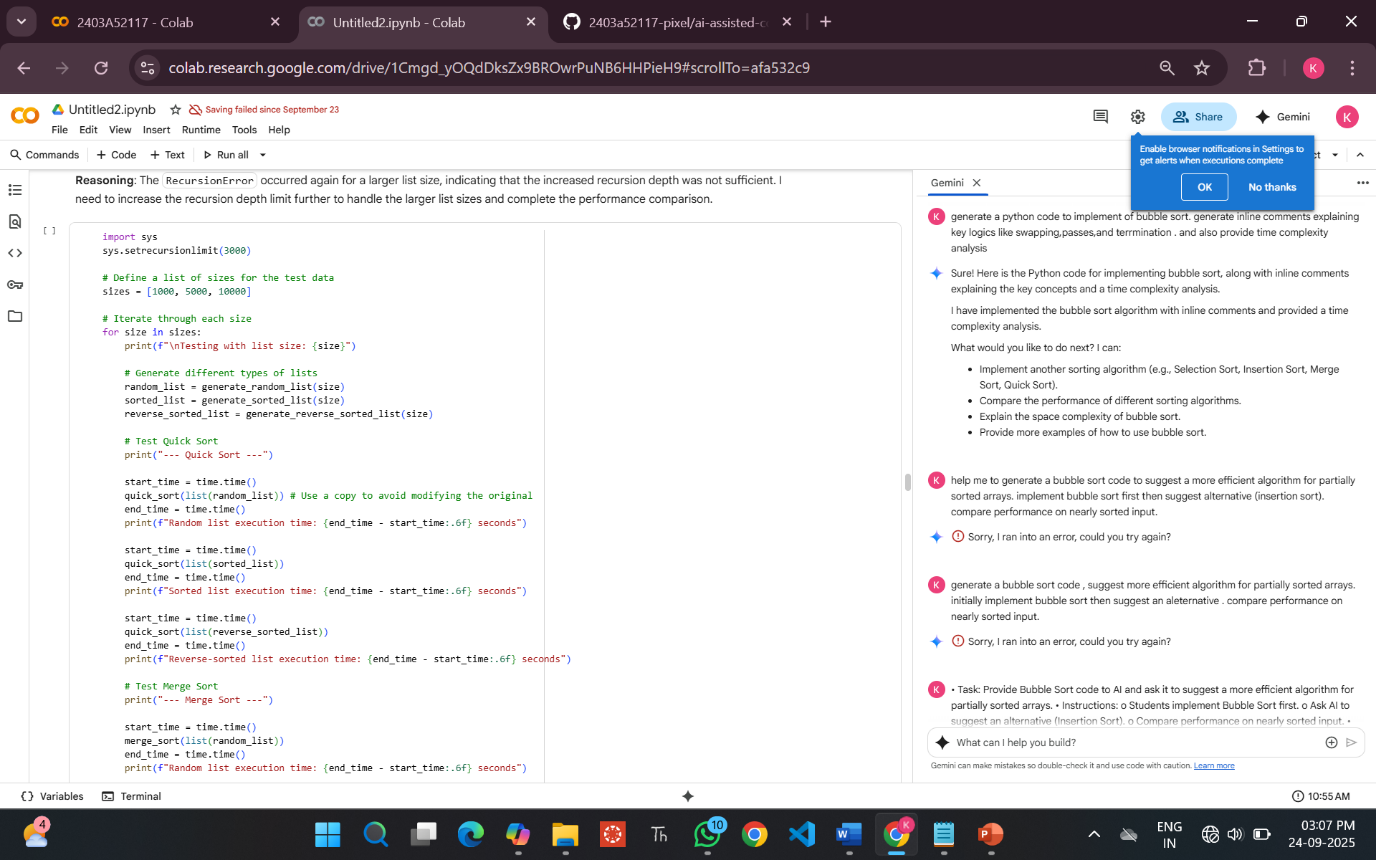 2403A52117 - Colab
Untitled2.ipynb - Colab
2403a52117-pixel/ai-assisted-c
colab.research.google.com/drive/1Cmgd_yOQdDksZx9BROwrPuNB6HHPieH9#scrollTo=afa532c9
K
Untitled2.ipynb
Saving failed since September 23
File Edit View Insert Runtime Tools Help
Share
Gemini
K
Commands + Code + Text Run all
Enable browser notifications in Settings to
get alerts when executions complete
OK No thanks
Reasoning: The RecursionError occurred again for a larger list size, indicating that the increased recursion depth was not sufficient. I
need to increase the recursion depth limit further to handle the larger list sizes and complete the performance comparison.
[ ]
import sys
sys.setrecursionlimit(3000)
# Define a list of sizes for the test data
sizes = [1000, 5000, 10000]
# Iterate through each size
for size in sizes:
print(f"\nTesting with list size: {size}")
# Generate different types of lists
random_list = generate_random_list(size)
sorted_list = generate_sorted_list(size)
reverse_sorted_list = generate_reverse_sorted_list(size)
# Test Quick Sort
print("--- Quick Sort ---")
start_time = time.time()
quick_sort(list(random_list)) # Use a copy to avoid modifying the original
end_time = time.time()
print(f"Random list execution time: {end_time - start_time:.6f} seconds")
start_time = time.time()
quick_sort(list(sorted_list))
end_time = time.time()
print(f"Sorted list execution time: {end_time - start_time:.6f} seconds")
start_time = time.time()
quick_sort(list(reverse_sorted_list))
end_time = time.time()
print(f"Reverse-sorted list execution time: {end_time - start_time:.6f} seconds")
# Test Merge Sort
print("--- Merge Sort ---")
start_time = time.time()
merge_sort(list(random_list))
end_time = time.time()
print(f"Random list execution time: {end_time - start_time:.6f} seconds")
Gemini
K generate a python code to implement of bubble sort. generate inline comments explaining
key logics like swapping,passes,and terrmination . and also provide time complexity
analysis
Sure! Here is the Python code for implementing bubble sort, along with inline comments
explaining the key concepts and a time complexity analysis.
I have implemented the bubble sort algorithm with inline comments and provided a time
complexity analysis.
What would you like to do next? I can:
• Implement another sorting algorithm (e.g., Selection Sort, Insertion Sort, Merge
Sort, Quick Sort).
• Compare the performance of different sorting algorithms.
• Explain the space complexity of bubble sort.
• Provide more examples of how to use bubble sort.
K help me to generate a bubble sort code to suggest a more efficient algorithm for partially
sorted arrays. implement bubble sort first then suggest alternative (insertion sort).
compare performance on nearly sorted input.
Sorry, I ran into an error, could you try again?
K generate a bubble sort code , suggest more efficient algorithm for partially sorted arrays.
initially implement bubble sort then suggest an aleternative . compare performance on
nearly sorted input.
Sorry, I ran into an error, could you try again?
K • Task: Provide Bubble Sort code to AI and ask it to suggest a more efficient algorithm for
partially sorted arrays. • Instructions: o Students implement Bubble Sort first. o Ask AI to
suggest an alternative (Insertion Sort). o Compare performance on nearly sorted input. •
What can I help you build?
Gemini can make mistakes so double-check it and use code with caution. Learn more
Variables Terminal
10:55 AM
4
Th
10
K
ENG
IN
03:07 PM
24-09-2025